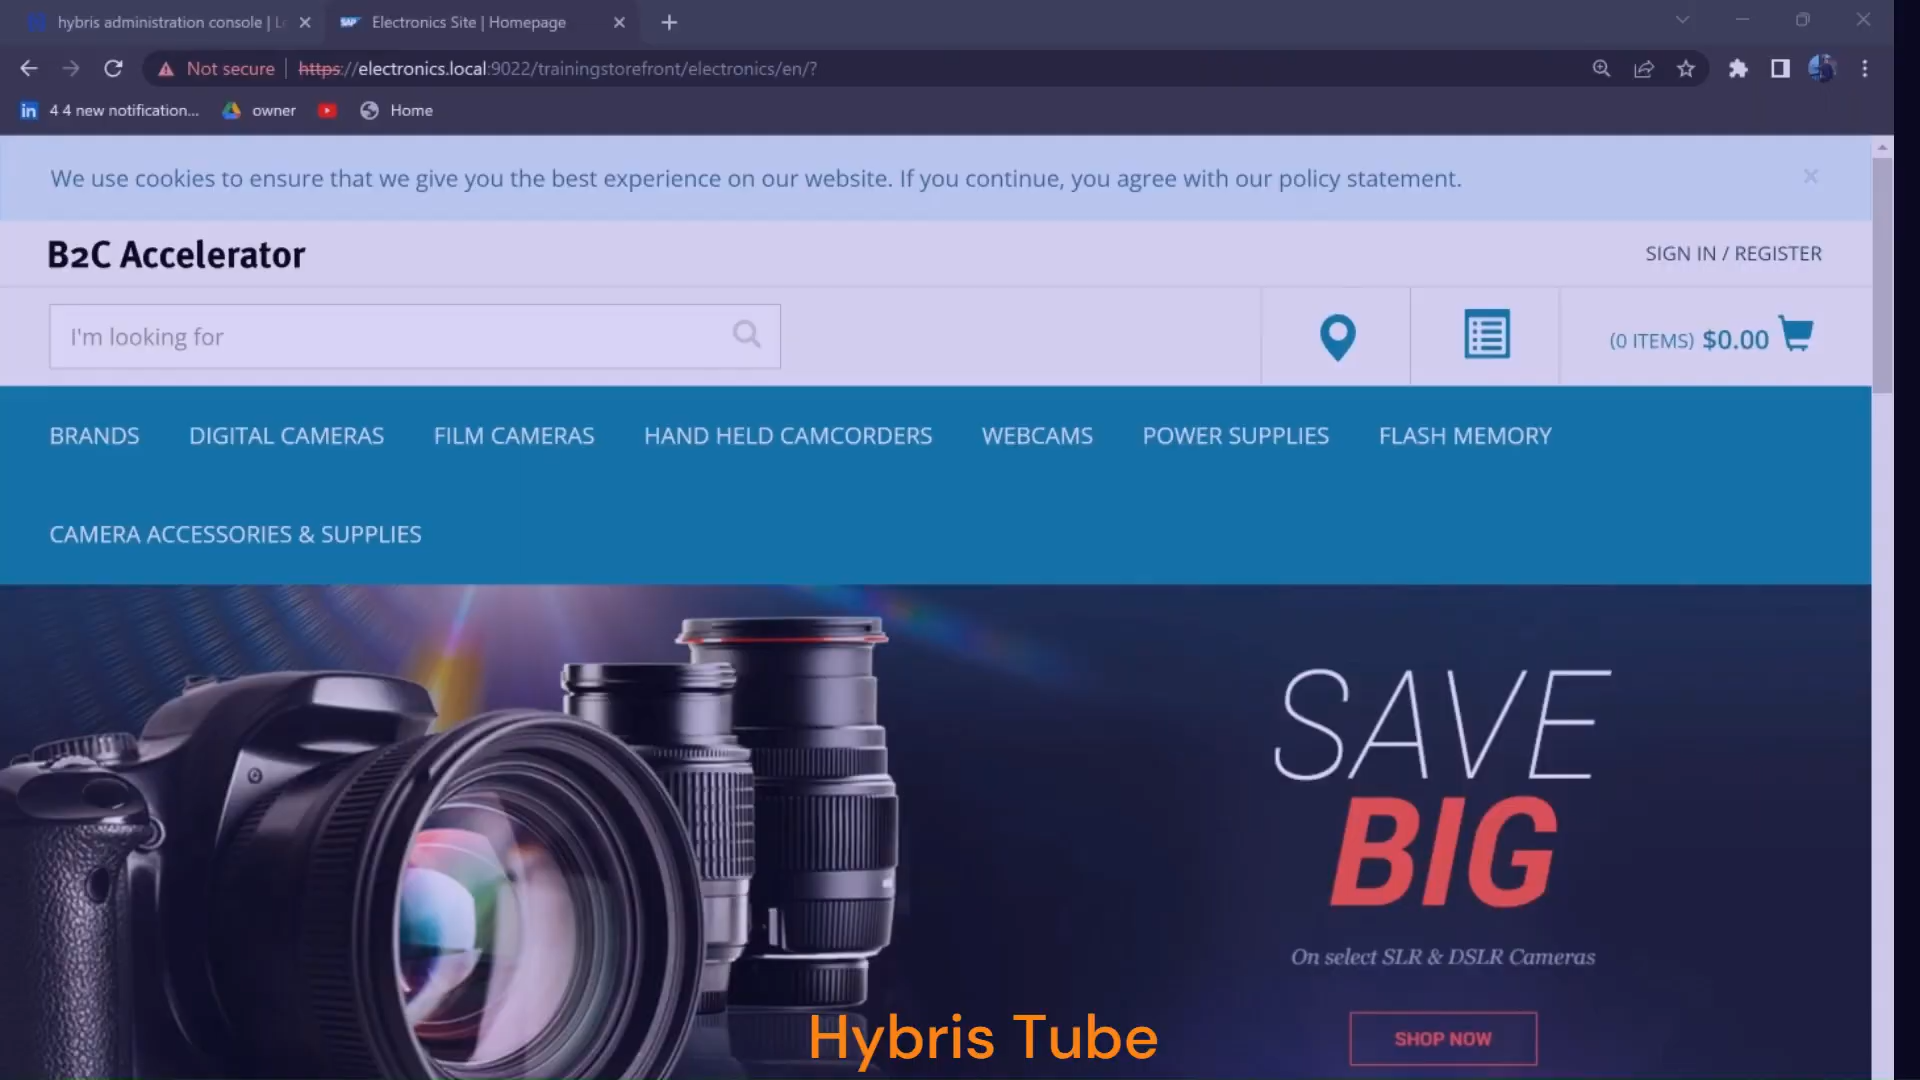 hybris administration console | L
Electronics Site | Homepage
Not secure
https://electronics.local:9022/trainingstorefront/electronics/en/?
in 4 4 new notification...
owner
Home
We use cookies to ensure that we give you the best experience on our website. If you continue, you agree with our policy statement.
B2C Accelerator
SIGN IN / REGISTER
I'm looking for
(0 ITEMS) $0.00
BRANDS
DIGITAL CAMERAS
FILM CAMERAS
HAND HELD CAMCORDERS
WEBCAMS
POWER SUPPLIES
FLASH MEMORY
CAMERA ACCESSORIES & SUPPLIES
SAVE
BIG
On select SLR & DSLR Cameras
SHOP NOW
Hybris Tube